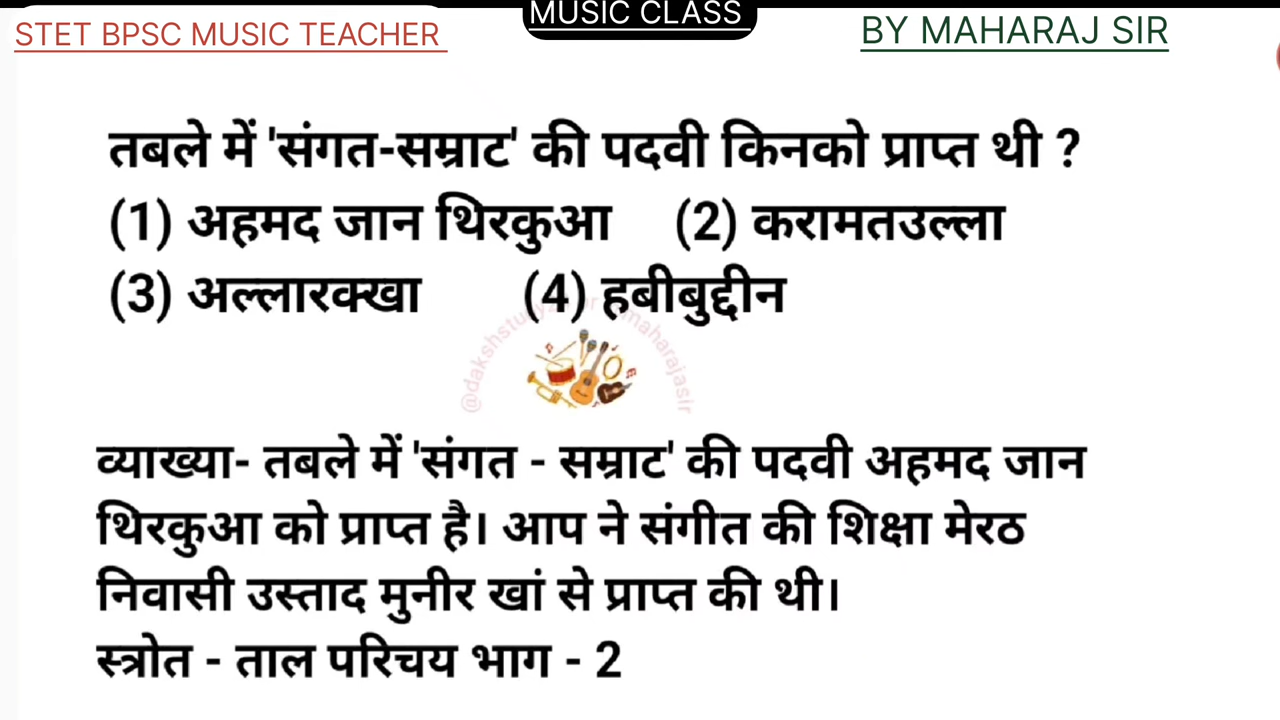 MUSIC CLASS
STET BPSC MUSIC TEACHER
BY MAHARAJ SIR
तबले में 'संगत-सम्राट' की पदवी किनको प्राप्त थी ?
(1) अहमद जान थिरकुआ (2) करामतउल्ला
(3) अल्लारक्खा (4) हबीबुद्दीन
व्याख्या- तबले में 'संगत - सम्राट' की पदवी अहमद जान
थिरकुआ को प्राप्त है। आप ने संगीत की शिक्षा मेरठ
निवासी उस्ताद मुनीर खां से प्राप्त की थी।
स्त्रोत - ताल परिचय भाग - 2